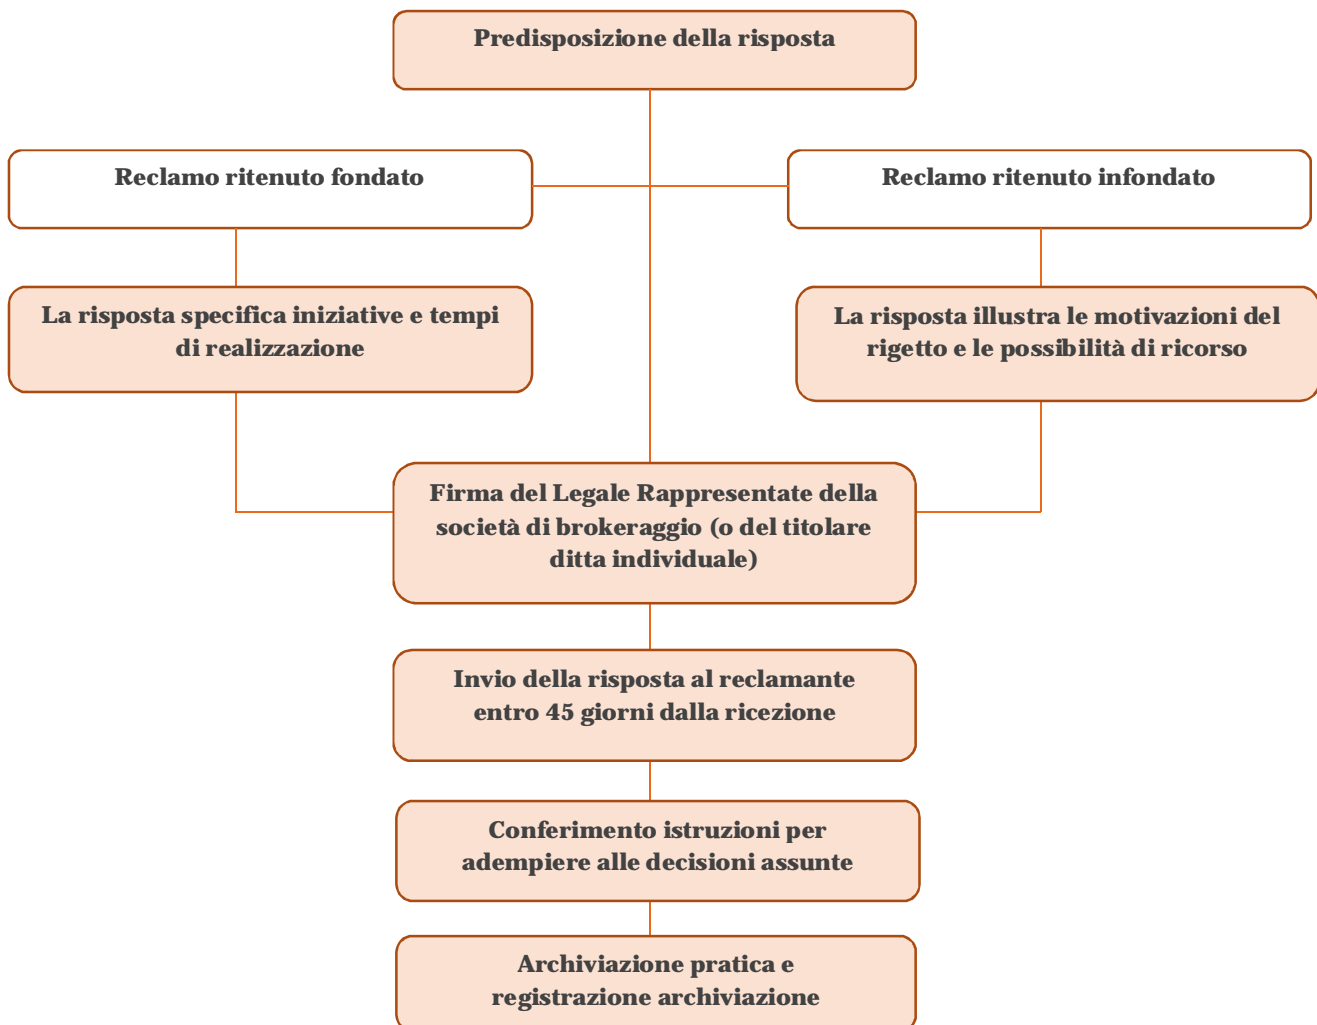 Predisposizione della risposta
Reclamo ritenuto fondato
Reclamo ritenuto infondato
La risposta specifica iniziative e tempi
di realizzazione
La risposta illustra le motivazioni del
rigetto e le possibilità di ricorso
Firma del Legale Rappresentate della
società di brokeraggio (o del titolare
ditta individuale)
Invio della risposta al reclamante
entro 45 giorni dalla ricezione
Conferimento istruzioni per
adempiere alle decisioni assunte
Archiviazione pratica e
registrazione archiviazione